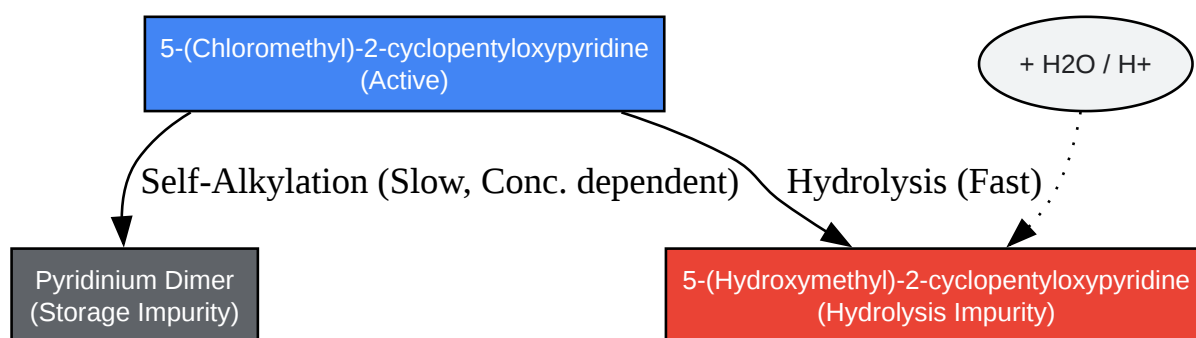 5-(Chloromethyl)-2-cyclopentyloxypyridine
(Active)
+ H2O / H+
Self-Alkylation (Slow, Conc. dependent)
Hydrolysis (Fast)
Pyridinium Dimer
(Storage Impurity)
5-(Hydroxymethyl)-2-cyclopentyloxypyridine
(Hydrolysis Impurity)